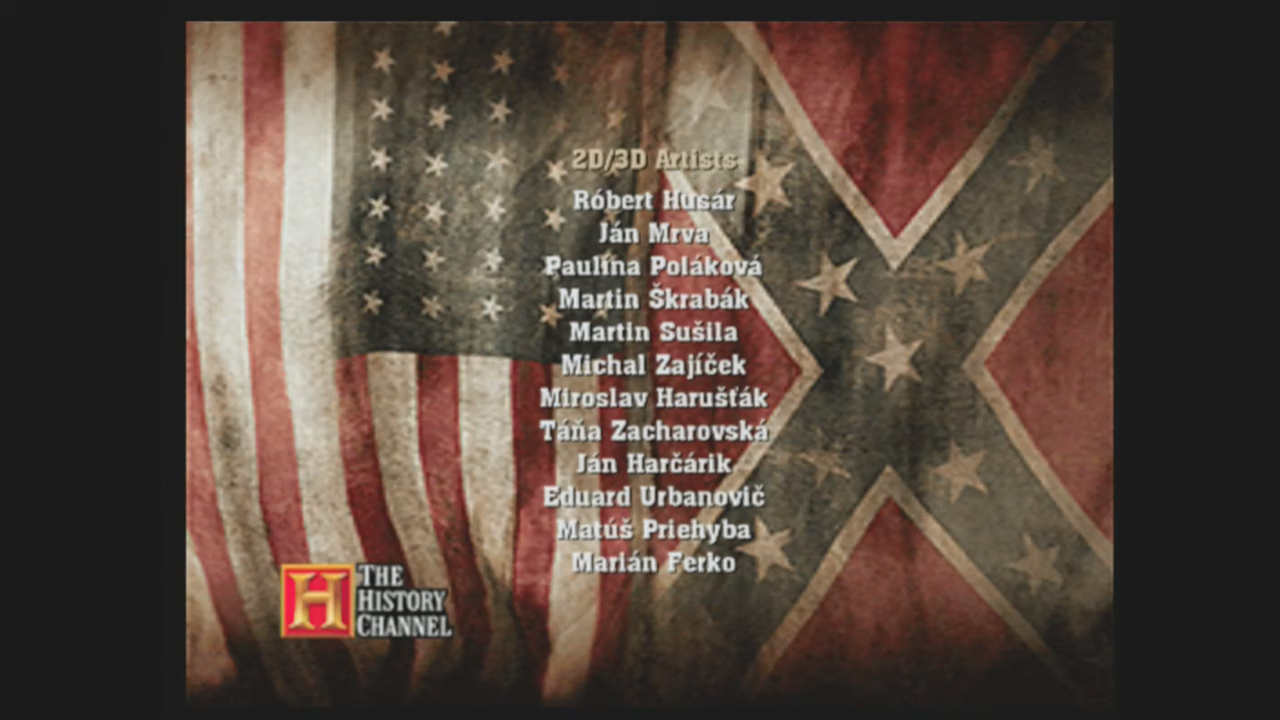 2D/3D Artists
Róbert Husár
Ján Mrva
Paulína Poláková
Martin Škrabák
Martin Sušila
Michal Zajíček
Miroslav Harušťák
Táňa Zacharovská
Ján Harčárik
Eduard Urbanovič
Matúš Priehyba
Marián Ferko
H
THE
HISTORY
CHANNEL